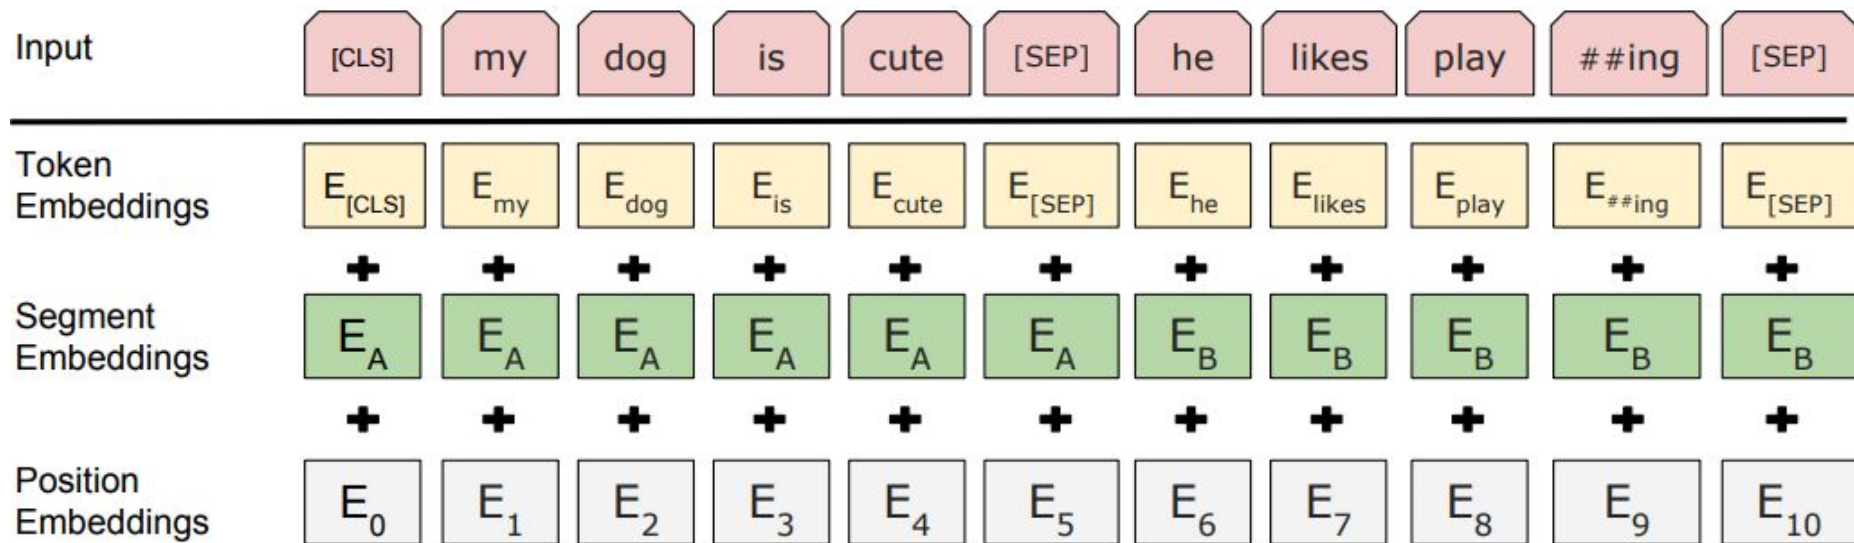 Input [CLS] my dog is cute [SEP] he likes play ##ing [SEP]
Token
Embeddings
E[CLS] Emy Edog Eis Ecute E[SEP] Ehe Elikes Eplay E##ing E[SEP]
+ + + + + + + + + + +
Segment
Embeddings
EA EA EA EA EA EA EB EB EB EB EB
+ + + + + + + + + + +
Position
Embeddings
E0 E1 E2 E3 E4 E5 E6 E7 E8 E9 E10